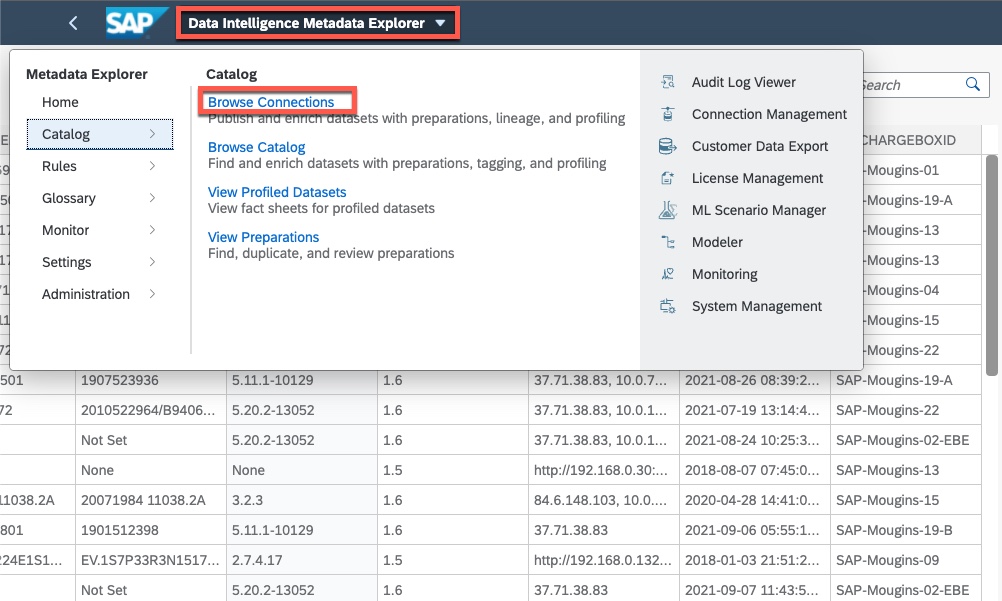 SAP Data Intelligence Metadata Explorer
Metadata Explorer
Home
Catalog
Rules
Glossary
Monitor
Settings
Administration
Catalog
Browse Connections
Publish and enrich datasets with preparations, lineage, and profiling
Browse Catalog
Find and enrich datasets with preparations, tagging, and profiling
View Profiled Datasets
View fact sheets for profiled datasets
View Preparations
Find, duplicate, and review preparations
Audit Log Viewer
Connection Management
Customer Data Export
License Management
ML Scenario Manager
Modeler
Monitoring
System Management
Search
CHARGEBOXID
SAP-Mougins-01
-Mougins-19-A
-Mougins-13
-Mougins-13
-Mougins-04
-Mougins-15
-Mougins-22
501 1907523936 5.11.1-10129 1.6 37.71.38.83, 10.0.7... 2021-08-26 08:39:2... SAP-Mougins-19-A
72 2010522964/B9406... 5.20.2-13052 1.6 37.71.38.83, 10.0.1... 2021-07-19 13:14:4... SAP-Mougins-22
Not Set 5.20.2-13052 1.6 37.71.38.83, 10.0.1... 2021-08-24 10:25:3... SAP-Mougins-02-EBE
None None 1.5 http://192.168.0.30:... 2018-08-07 07:45:0... SAP-Mougins-13
11038.2A 20071984 11038.2A 3.2.3 1.6 84.6.148.103, 10.0.... 2020-04-28 14:41:0... SAP-Mougins-15
801 1901512398 5.11.1-10129 1.6 37.71.38.83 2021-09-06 05:55:1... SAP-Mougins-19-B
24E1S1... EV.1S7P33R3N1517... 2.7.4.17 1.5 http://192.168.0.132... 2018-01-03 21:51:2... SAP-Mougins-09
Not Set 5.20.2-13052 1.6 37.71.38.83 2021-09-07 11:43:5... SAP-Mougins-02-EBE